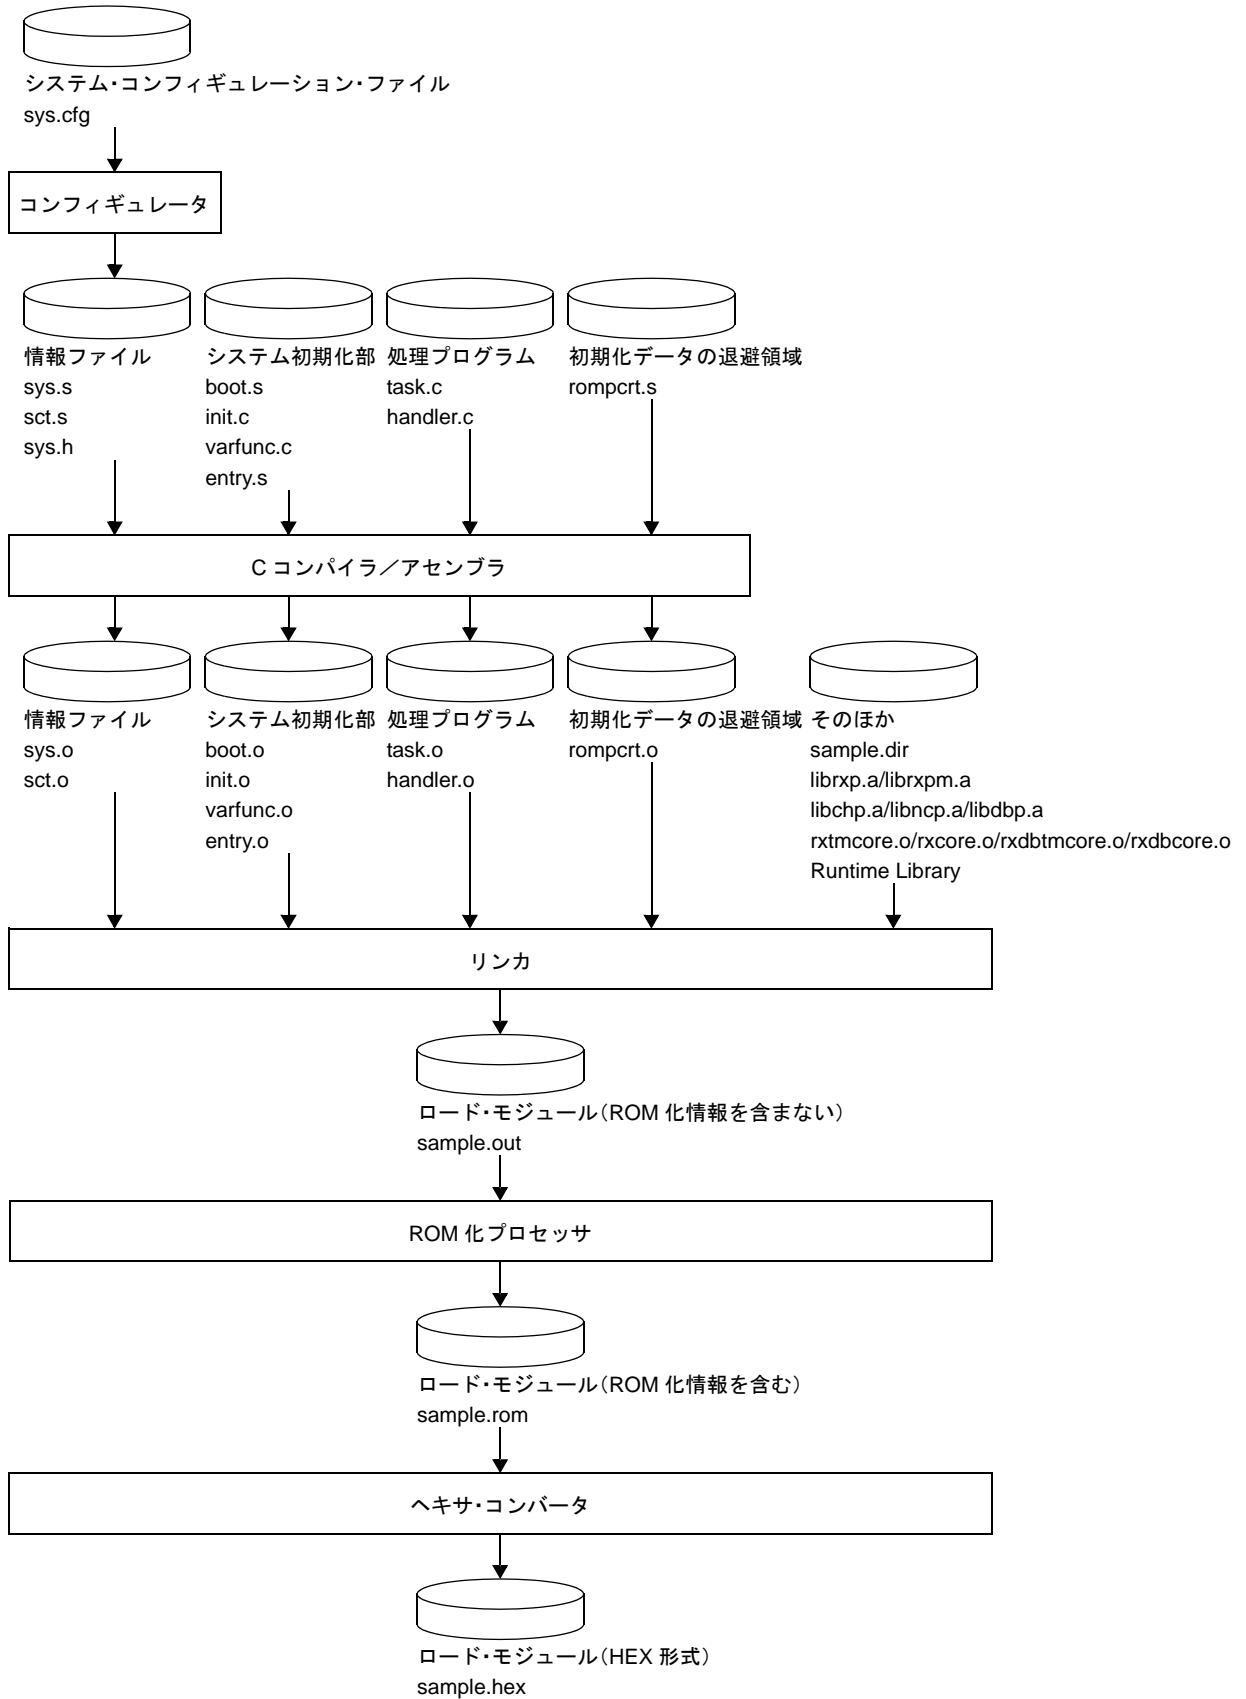 システム・コンフィギュレーション・ファイル
sys.cfg
コンフィギュレータ
情報ファイル
sys.s
sct.s
sys.h
システム初期化部
boot.s
init.c
varfunc.c
entry.s
処理プログラム
task.c
handler.c
初期化データの退避領域
rompcrt.s
C コンパイラ／アセンブラ
情報ファイル
sys.o
sct.o
システム初期化部
boot.o
init.o
varfunc.o
entry.o
処理プログラム
task.o
handler.o
初期化データの退避領域
rompcrt.o
そのほか
sample.dir
librxp.a/librxpm.a
libchp.a/libncp.a/libdbp.a
rxtmcore.o/rxcore.o/rxdbtmcore.o/rxdbcore.o
Runtime Library
リンカ
ロード・モジュール（ROM 化情報を含まない）
sample.out
ROM 化プロセッサ
ロード・モジュール（ROM 化情報を含む）
sample.rom
ヘキサ・コンバータ
ロード・モジュール（HEX 形式）
sample.hex